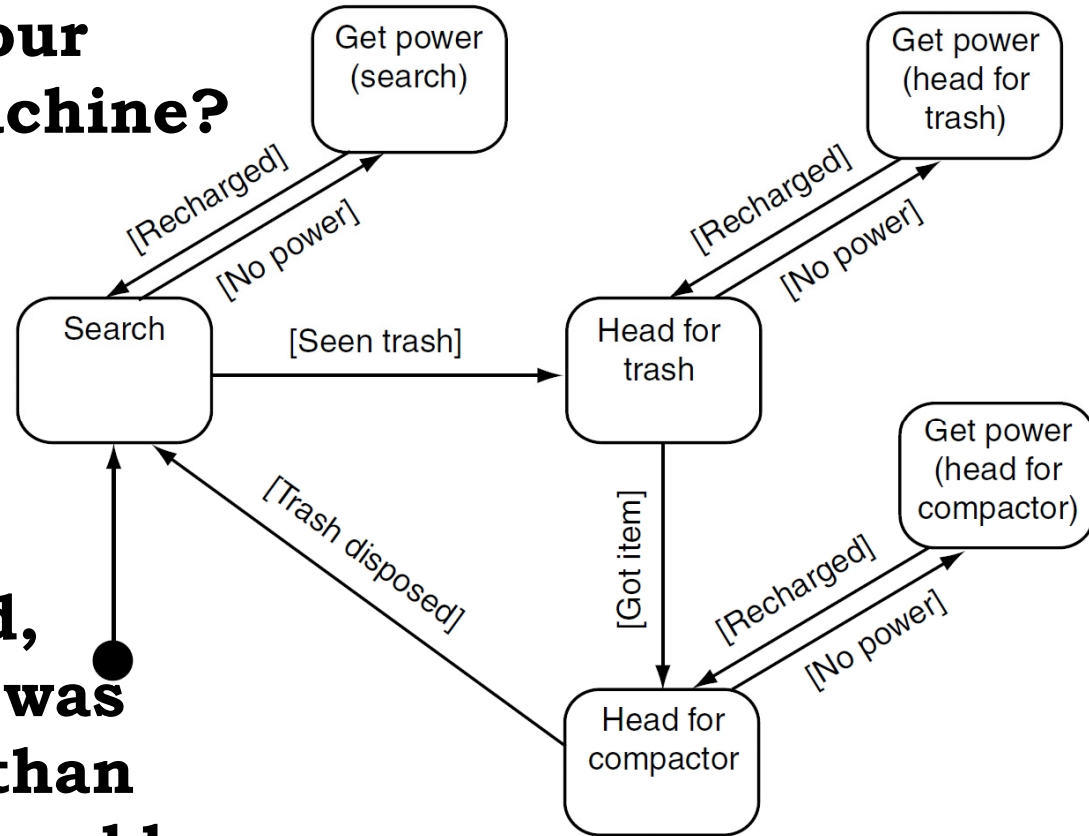 our
chine?
Get power
(search)
Get power
(head for
trash)
[Recharged]
[No power]
[Recharged]
[No power]
Search
[Seen trash]
Head for
trash
Get power
(head for
compactor)
[Trash disposed]
[Got item]
[Recharged]
[No power]
d,
was
than
Head for
compactor